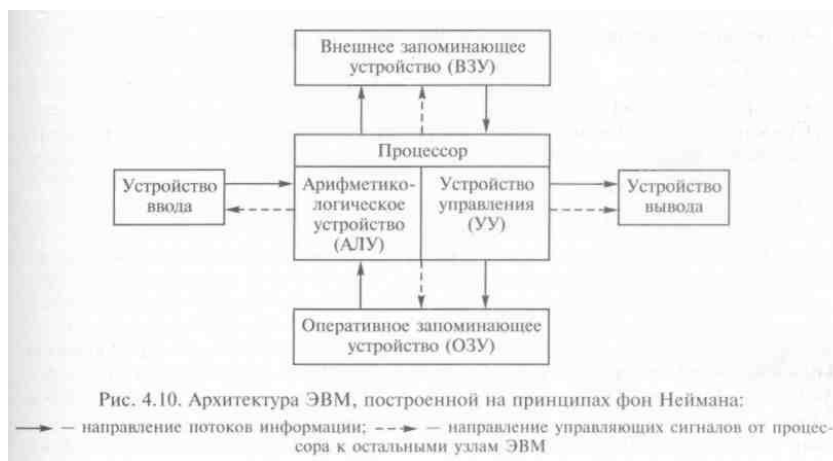 Внешнее запоминающее
устройство (ВЗУ)
Процессор
Устройство
ввода
Арифметико-
логическое
устройство
(АЛУ)
Устройство
управления
(УУ)
Устройство
вывода
Оперативное запоминающее
устройство (ОЗУ)
Рис. 4.10. Архитектура ЭВМ, построенной на принципах фон Неймана:
— направление потоков информации; — направление управляющих сигналов от процес-
сора к остальными узлам ЭВМ